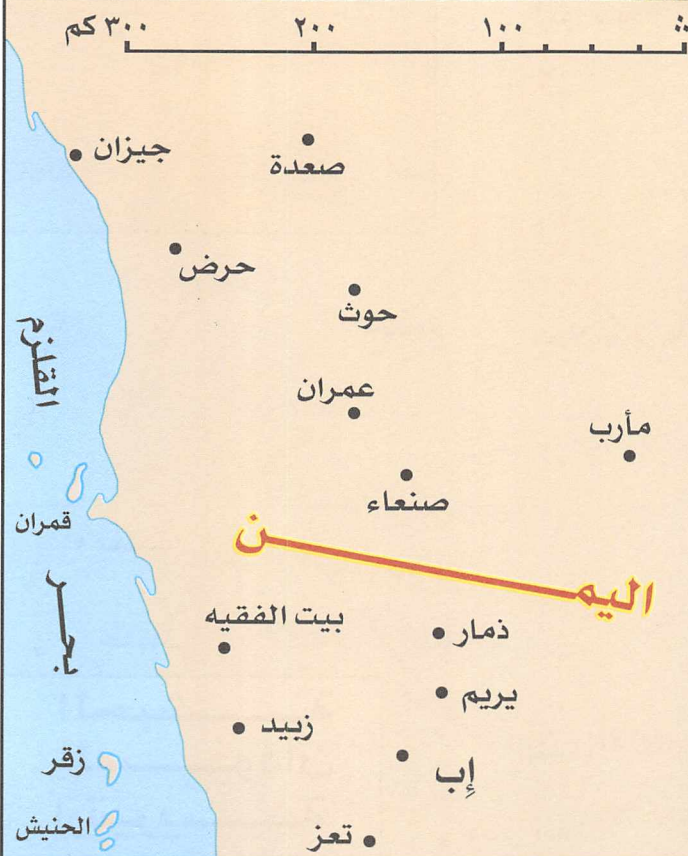 ٣٠٠ كم
٢٠٠
١٠٠
جيزان
صعدة
حرض
حوث
عمران
مأرب
صنعاء
اليمن
قمران
بحر القلزم
بيت الفقيه
ذمار
يريم
زبيد
زقر
إب
الحنيش
تعز